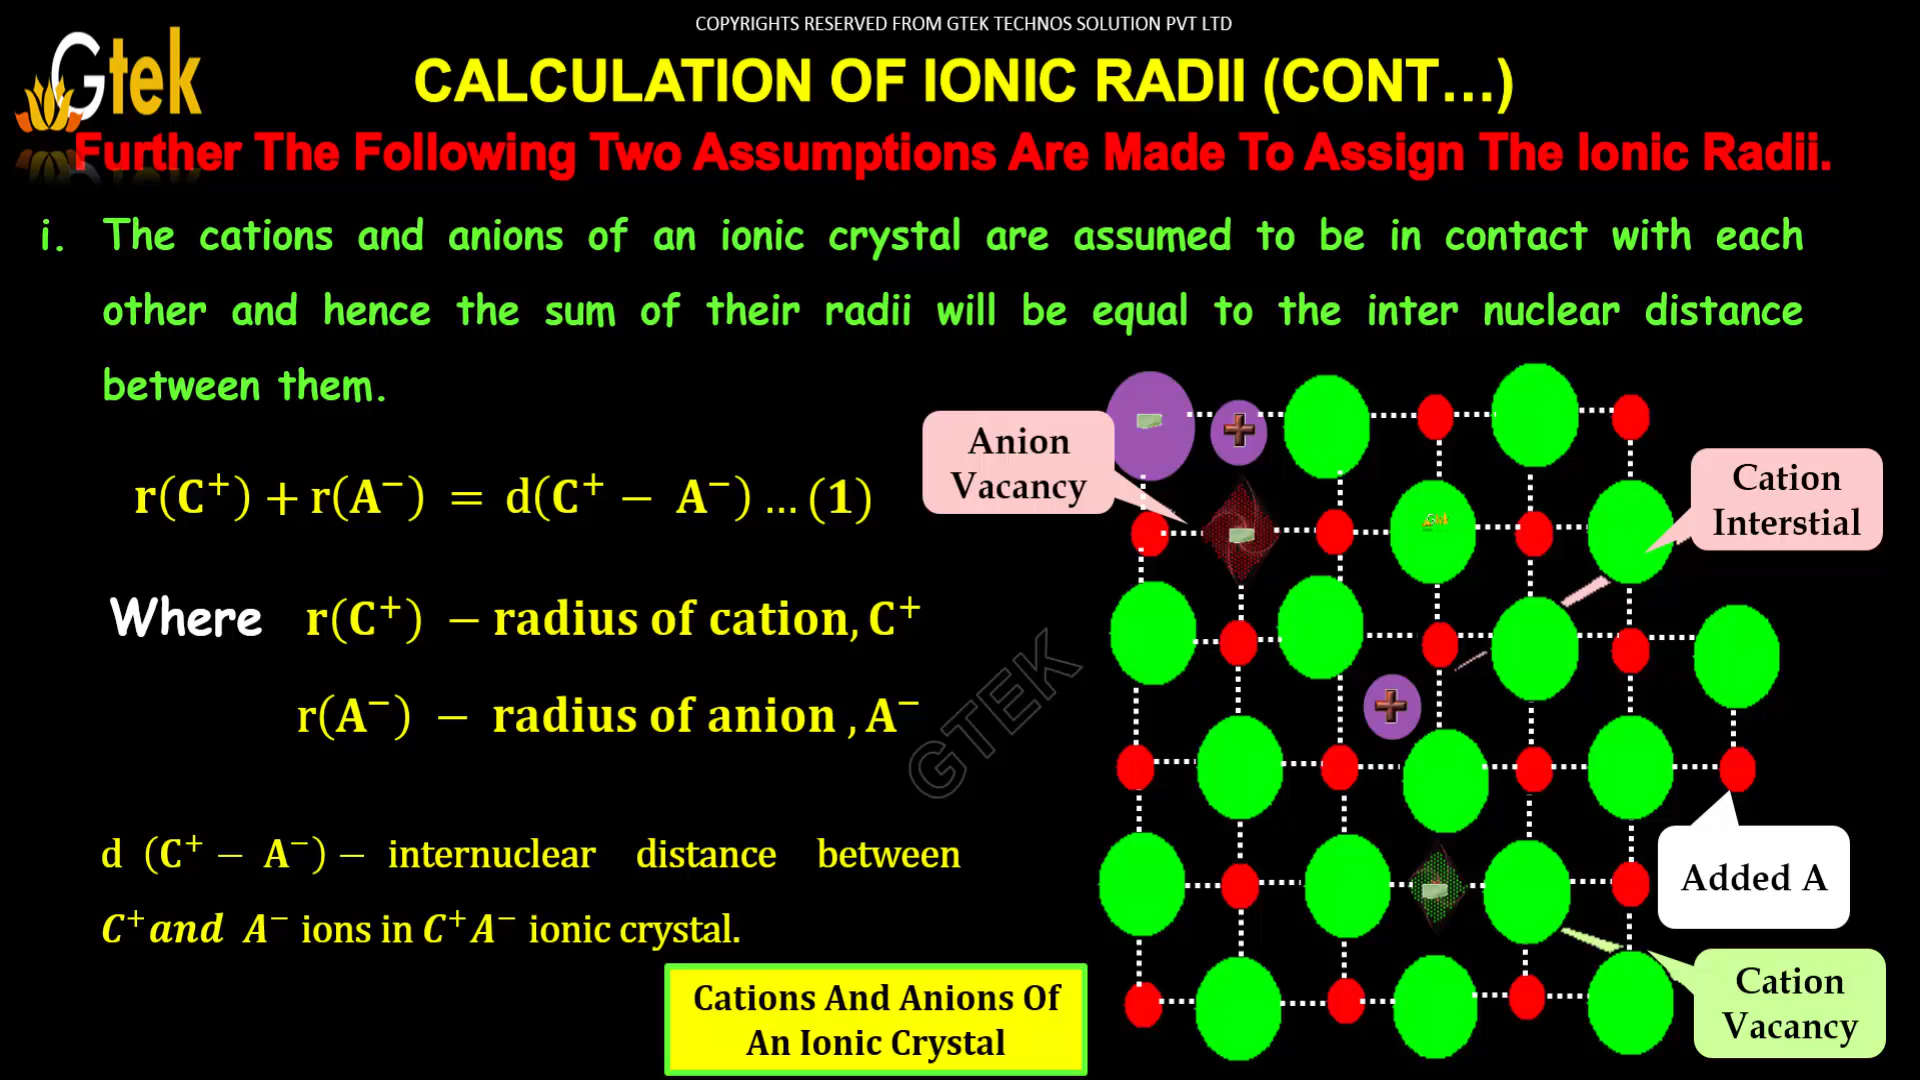 COPYRIGHTS RESERVED FROM GTEK TECHNOS SOLUTION PVT LTD
Gtek
CALCULATION OF IONIC RADII (CONT...)
Further The Following Two Assumptions Are Made To Assign The Ionic Radii.
i. The cations and anions of an ionic crystal are assumed to be in contact with each
other and hence the sum of their radii will be equal to the inter nuclear distance
between them.
r(C⁺) + r(A⁻) = d(C⁺ − A⁻) ... (1)
Where r(C⁺) − radius of cation, C⁺
r(A⁻) − radius of anion , A⁻
d (C⁺ − A⁻) − internuclear distance between
C⁺and A⁻ ions in C⁺A⁻ ionic crystal.
Cations And Anions Of
An Ionic Crystal
Anion
Vacancy
Cation
Interstial
Added A
Cation
Vacancy
GTEK
Gtek